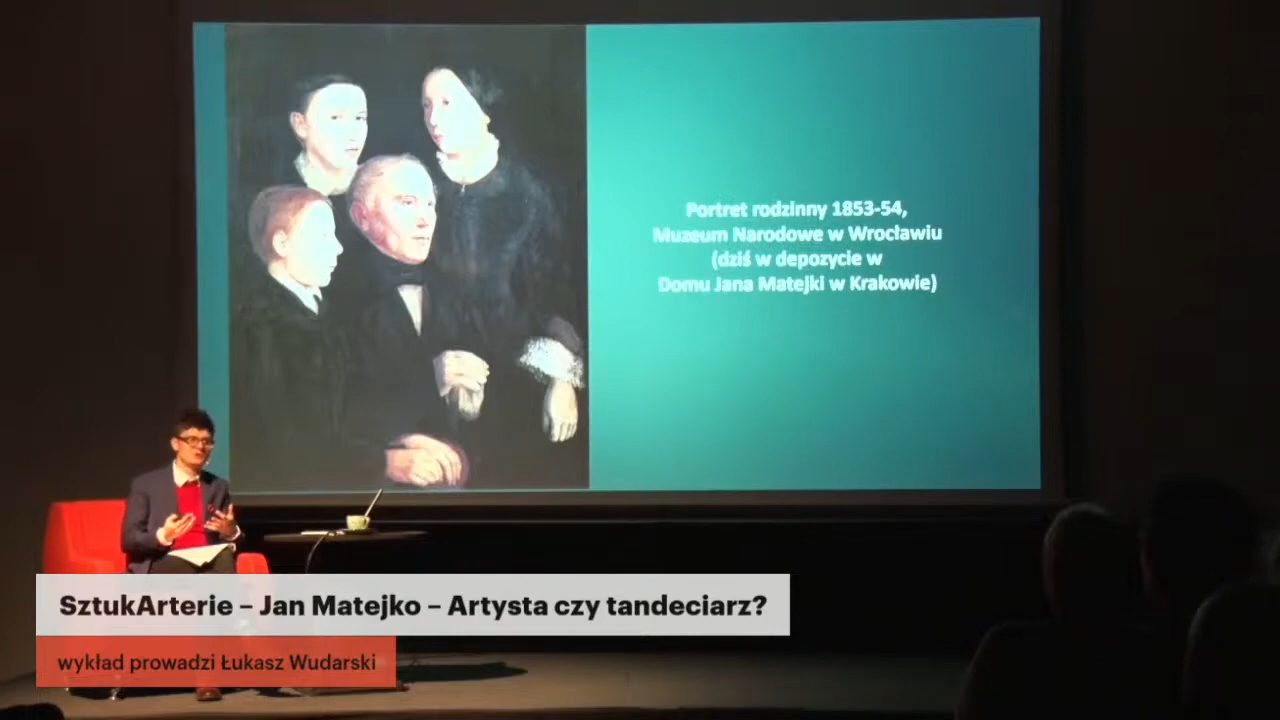 Portret rodzinny 1853-54,
Muzeum Narodowe w Wrocławiu
(dziś w depozycie w
Domu Jana Matejki w Krakowie)
SztukArterie – Jan Matejko – Artysta czy tandeciarz?
wykład prowadzi Łukasz Wudarski